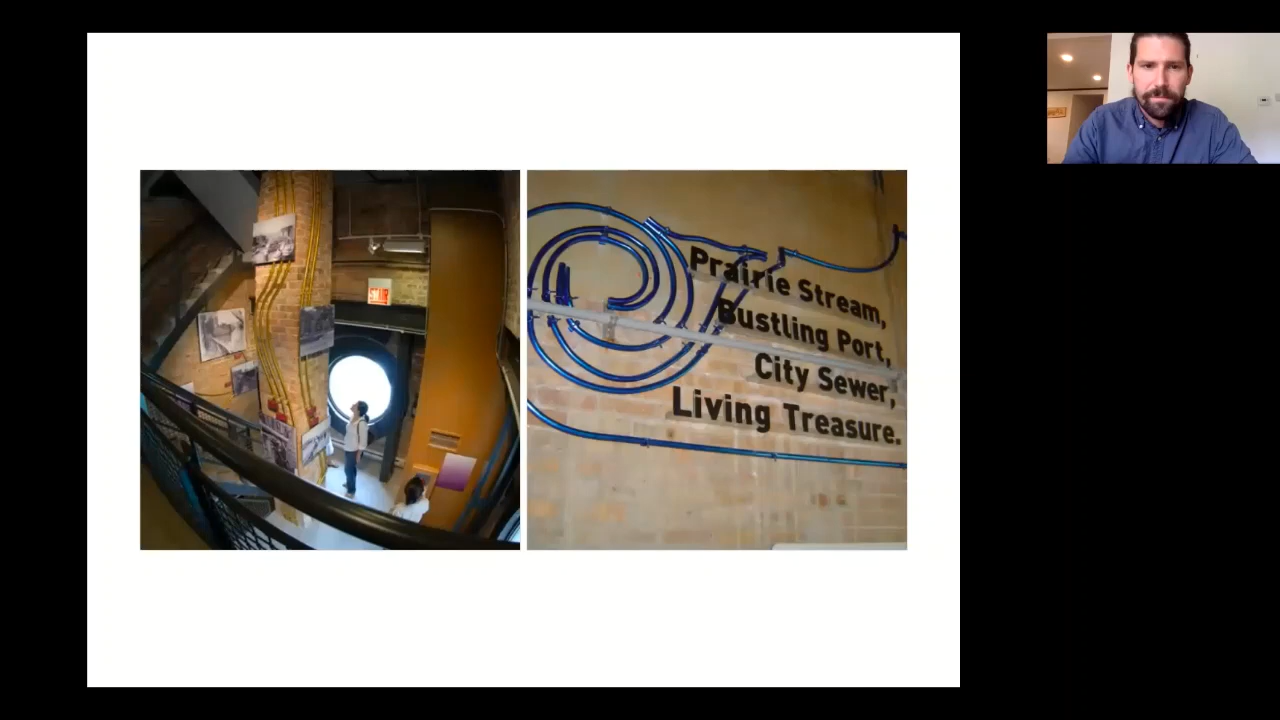 Prairie Stream,
Bustling Port,
City Sewer,
Living Treasure.